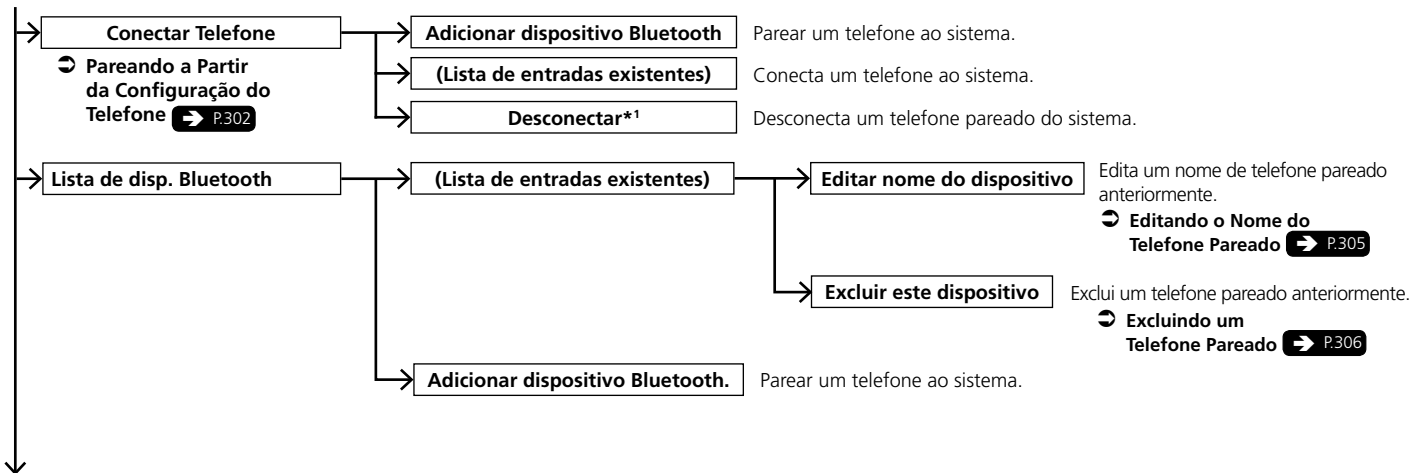 Conectar Telefone
Pareando a Partir
da Configuração do
Telefone P.302
Adicionar dispositivo Bluetooth
Parear um telefone ao sistema.
(Lista de entradas existentes)
Conecta um telefone ao sistema.
Desconectar*1
Desconecta um telefone pareado do sistema.
Lista de disp. Bluetooth
(Lista de entradas existentes)
Editar nome do dispositivo
Edita um nome de telefone pareado
anteriormente.
Editando o Nome do
Telefone Pareado P.305
Excluir este dispositivo
Exclui um telefone pareado anteriormente.
Excluindo um
Telefone Pareado P.306
Adicionar dispositivo Bluetooth.
Parear um telefone ao sistema.